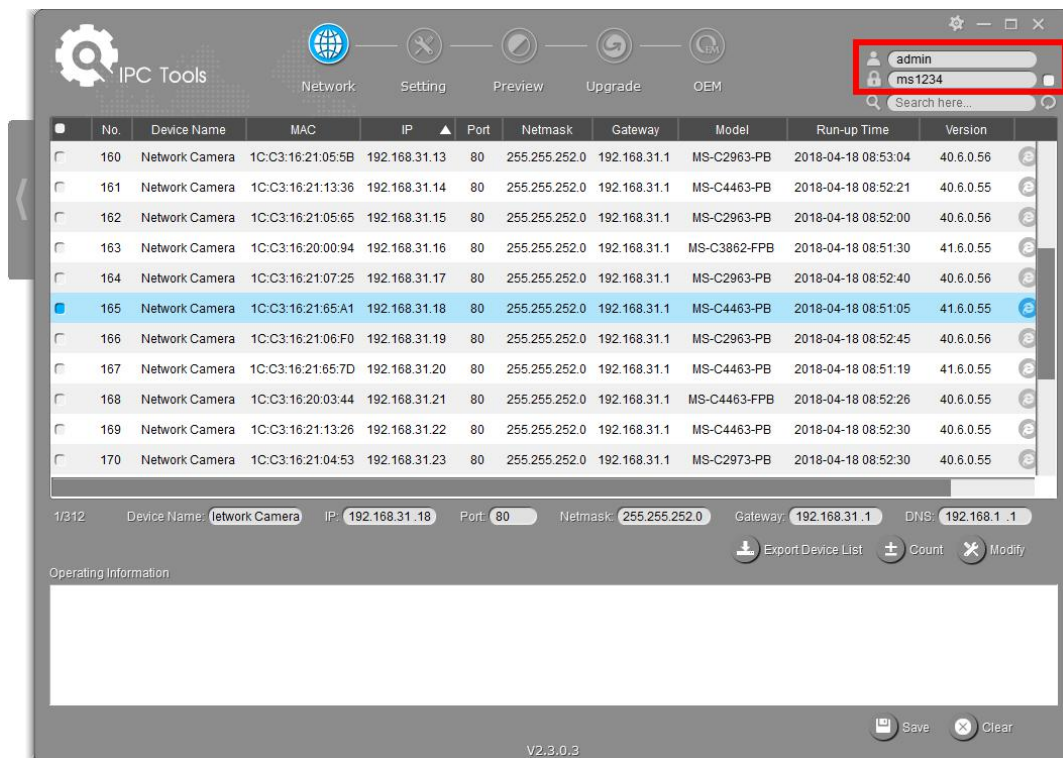 IPC Tools
Network Setting Preview Upgrade OEM
admin
ms1234
Search here...
No. Device Name MAC IP Port Netmask Gateway Model Run-up Time Version
160 Network Camera 1C:C3:16:21:05:5B 192.168.31.13 80 255.255.252.0 192.168.31.1 MS-C2963-PB 2018-04-18 08:53:04 40.6.0.56
161 Network Camera 1C:C3:16:21:13:36 192.168.31.14 80 255.255.252.0 192.168.31.1 MS-C4463-PB 2018-04-18 08:52:21 40.6.0.55
162 Network Camera 1C:C3:16:21:05:65 192.168.31.15 80 255.255.252.0 192.168.31.1 MS-C2963-PB 2018-04-18 08:52:00 40.6.0.56
163 Network Camera 1C:C3:16:20:00:94 192.168.31.16 80 255.255.252.0 192.168.31.1 MS-C3862-FPB 2018-04-18 08:51:30 41.6.0.55
164 Network Camera 1C:C3:16:21:07:25 192.168.31.17 80 255.255.252.0 192.168.31.1 MS-C2963-PB 2018-04-18 08:52:40 40.6.0.56
165 Network Camera 1C:C3:16:21:65:A1 192.168.31.18 80 255.255.252.0 192.168.31.1 MS-C4463-PB 2018-04-18 08:51:05 41.6.0.55
166 Network Camera 1C:C3:16:21:06:F0 192.168.31.19 80 255.255.252.0 192.168.31.1 MS-C2963-PB 2018-04-18 08:52:45 40.6.0.56
167 Network Camera 1C:C3:16:21:65:7D 192.168.31.20 80 255.255.252.0 192.168.31.1 MS-C4463-PB 2018-04-18 08:51:19 41.6.0.55
168 Network Camera 1C:C3:16:20:03:44 192.168.31.21 80 255.255.252.0 192.168.31.1 MS-C4463-FPB 2018-04-18 08:52:26 40.6.0.55
169 Network Camera 1C:C3:16:21:13:26 192.168.31.22 80 255.255.252.0 192.168.31.1 MS-C4463-PB 2018-04-18 08:52:30 40.6.0.55
170 Network Camera 1C:C3:16:21:04:53 192.168.31.23 80 255.255.252.0 192.168.31.1 MS-C2973-PB 2018-04-18 08:52:30 40.6.0.55
1/312 Device Name: letwork Camera IP: 192.168.31 .18 Port: 80 Netmask: 255.255.252.0 Gateway: 192.168.31 .1 DNS: 192.168.1 .1
Export Device List Count Modify
Operating Information
Save Clear
V2.3.0.3